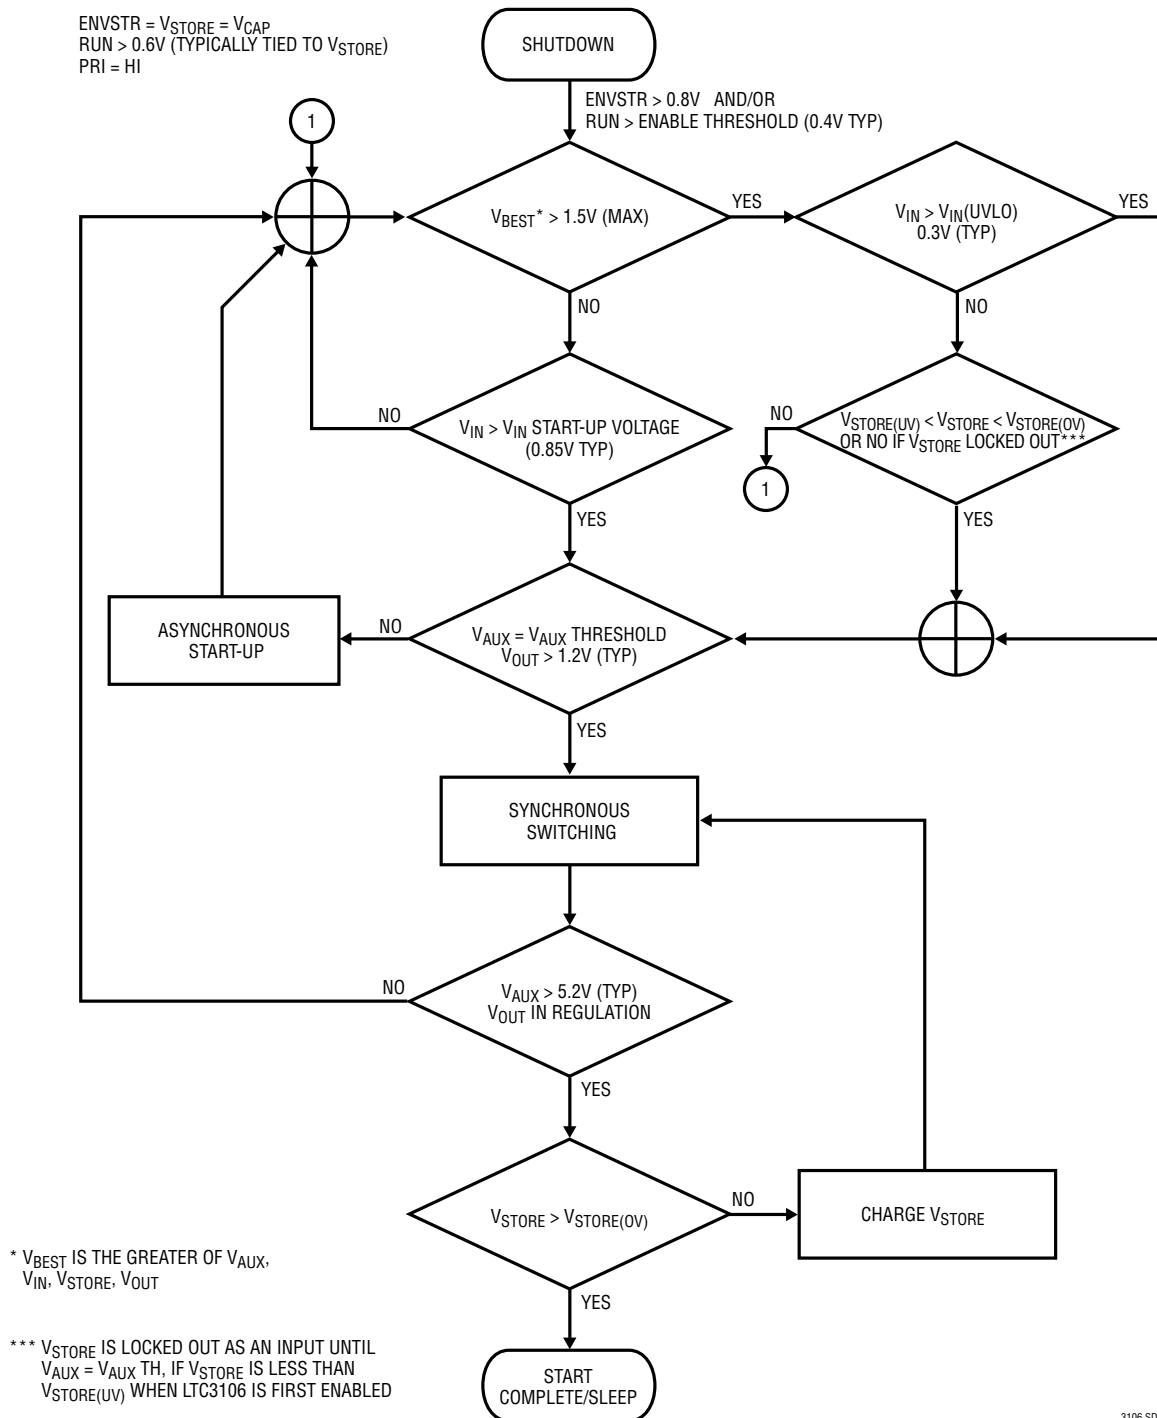 ENVSTR = VSTORE = VCAP
RUN > 0.6V (TYPICALLY TIED TO VSTORE)
PRI = HI
SHUTDOWN
ENVSTR > 0.8V AND/OR
RUN > ENABLE THRESHOLD (0.4V TYP)
1
VBEST* > 1.5V (MAX)
YES
VIN > VIN(UVLO)
0.3V (TYP)
YES
NO
NO
NO
VIN > VIN START-UP VOLTAGE
(0.85V TYP)
NO
VSTORE(UV) < VSTORE < VSTORE(OV)
OR NO IF VSTORE LOCKED OUT***
1
YES
YES
ASYNCHRONOUS
START-UP
NO
VAUX = VAUX THRESHOLD
VOUT > 1.2V (TYP)
YES
SYNCHRONOUS
SWITCHING
NO
VAUX > 5.2V (TYP)
VOUT IN REGULATION
YES
VSTORE > VSTORE(OV)
NO
CHARGE VSTORE
YES
* VBEST IS THE GREATER OF VAUX,
VIN, VSTORE, VOUT
*** VSTORE IS LOCKED OUT AS AN INPUT UNTIL
VAUX = VAUX TH, IF VSTORE IS LESS THAN
VSTORE(UV) WHEN LTC3106 IS FIRST ENABLED
START
COMPLETE/SLEEP
3106 SD